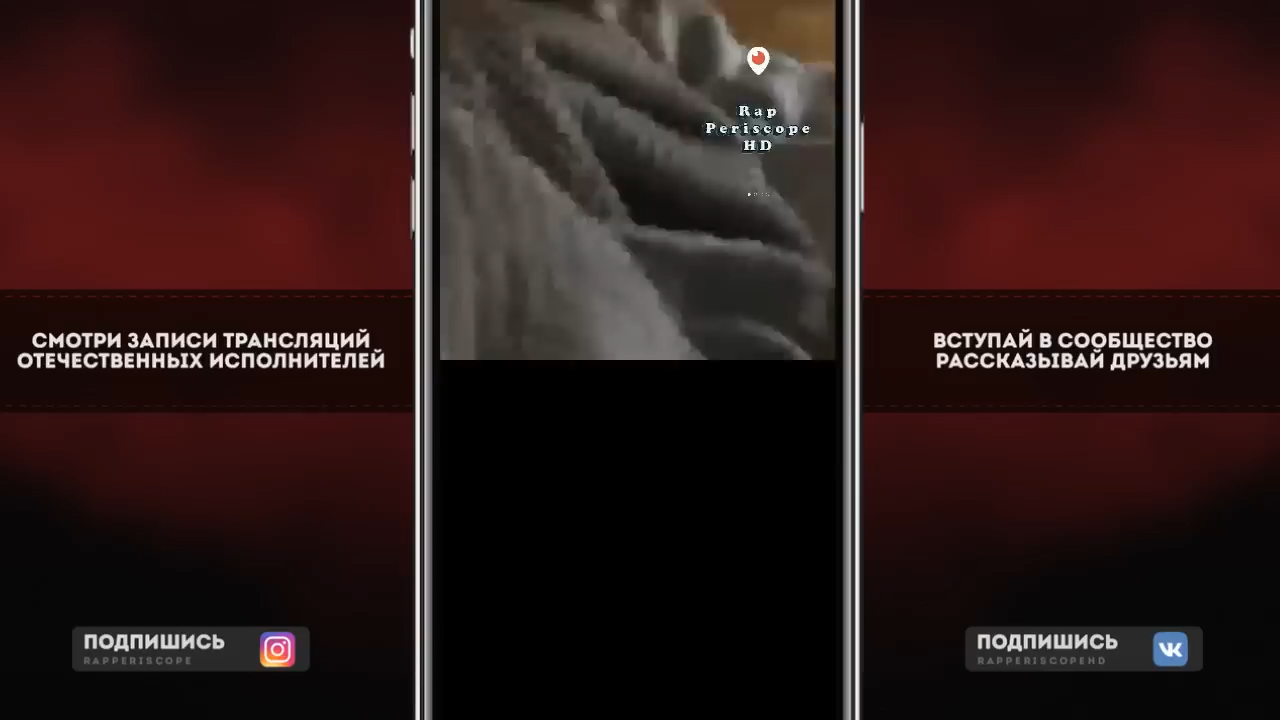 Rap
Periscope
HD
СМОТРИ ЗАПИСИ ТРАНСЛЯЦИЙ
ОТЕЧЕСТВЕННЫХ ИСПОЛНИТЕЛЕЙ
ВСТУПАЙ В СООБЩЕСТВО
РАССКАЗЫВАЙ ДРУЗЬЯМ
ПОДПИШИСЬ
RAPPERISCOPE
ПОДПИШИСЬ
RAPPERISCOPEHD